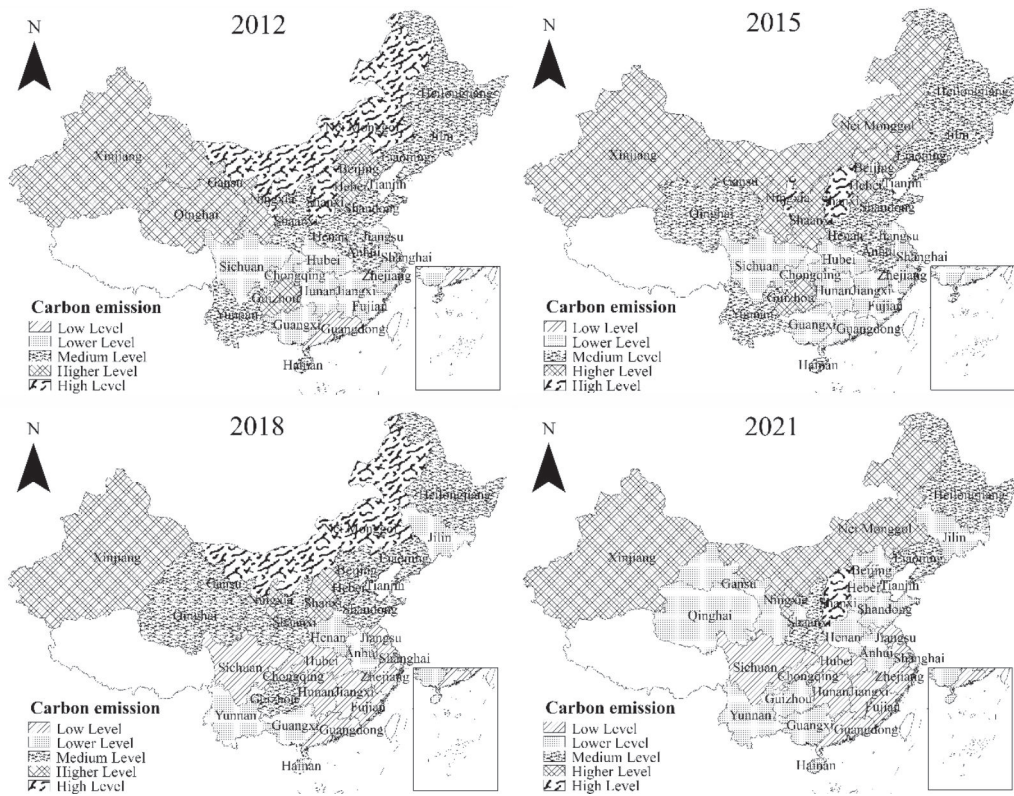 N
2012
Heilongjiang
Jilin
Nei Monggol
Liaoning
Xinjiang
Beijing
Gansu
Hebei
Tianjin
Ningxia
Shanxi
Shandong
Qinghai
Shaanxi
Henan
Jiangsu
Anhui
Shanghai
Sichuan
Hubei
Chongqing
Zhejiang
Hunan
Jiangxi
Guizhou
Fujian
Yunnan
Guangxi
Guangdong
Hainan
Carbon emission
Low Level
Lower Level
Medium Level
Higher Level
High Level
N
2015
Heilongjiang
Jilin
Nei Monggol
Liaoning
Xinjiang
Beijing
Gansu
Hebei
Tianjin
Ningxia
Shanxi
Shandong
Qinghai
Shaanxi
Henan
Jiangsu
Anhui
Shanghai
Sichuan
Hubei
Chongqing
Zhejiang
Hunan
Jiangxi
Guizhou
Fujian
Yunnan
Guangxi
Guangdong
Hainan
Carbon emission
Low Level
Lower Level
Medium Level
Higher Level
High Level
N
2018
Heilongjiang
Jilin
Nei Monggol
Liaoning
Xinjiang
Beijing
Gansu
Hebei
Tianjin
Ningxia
Shanxi
Shandong
Qinghai
Shaanxi
Henan
Jiangsu
Anhui
Shanghai
Sichuan
Hubei
Chongqing
Zhejiang
Hunan
Jiangxi
Guizhou
Fujian
Yunnan
Guangxi
Guangdong
Hainan
Carbon emission
Low Level
Lower Level
Medium Level
Higher Level
High Level
N
2021
Heilongjiang
Jilin
Nei Monggol
Liaoning
Xinjiang
Beijing
Gansu
Hebei
Tianjin
Ningxia
Shanxi
Shandong
Qinghai
Shaanxi
Henan
Jiangsu
Anhui
Shanghai
Sichuan
Hubei
Chongqing
Zhejiang
Hunan
Jiangxi
Guizhou
Fujian
Yunnan
Guangxi
Guangdong
Hainan
Carbon emission
Low Level
Lower Level
Medium Level
Higher Level
High Level